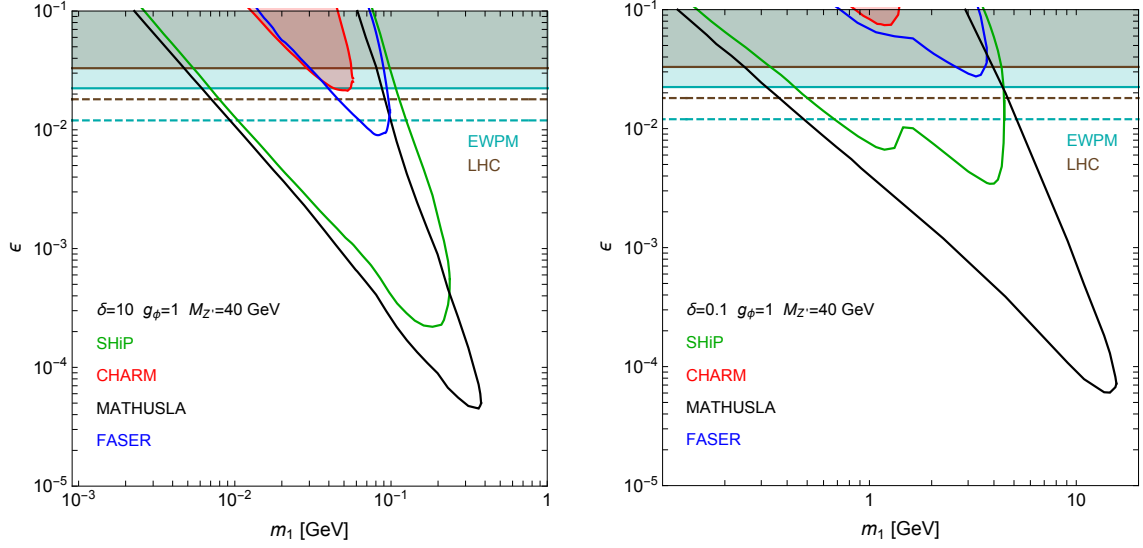 10⁻¹
10⁻²
10⁻³
10⁻⁴
10⁻⁵
ϵ
EWPM
LHC
δ=10 g_ϕ=1 M_Z'=40 GeV
SHiP
CHARM
MATHUSLA
FASER
10⁻³
10⁻²
10⁻¹
1
m₁ [GeV]
10⁻¹
10⁻²
10⁻³
10⁻⁴
10⁻⁵
ϵ
EWPM
LHC
δ=0.1 g_ϕ=1 M_Z'=40 GeV
SHiP
CHARM
MATHUSLA
FASER
1
10
m₁ [GeV]